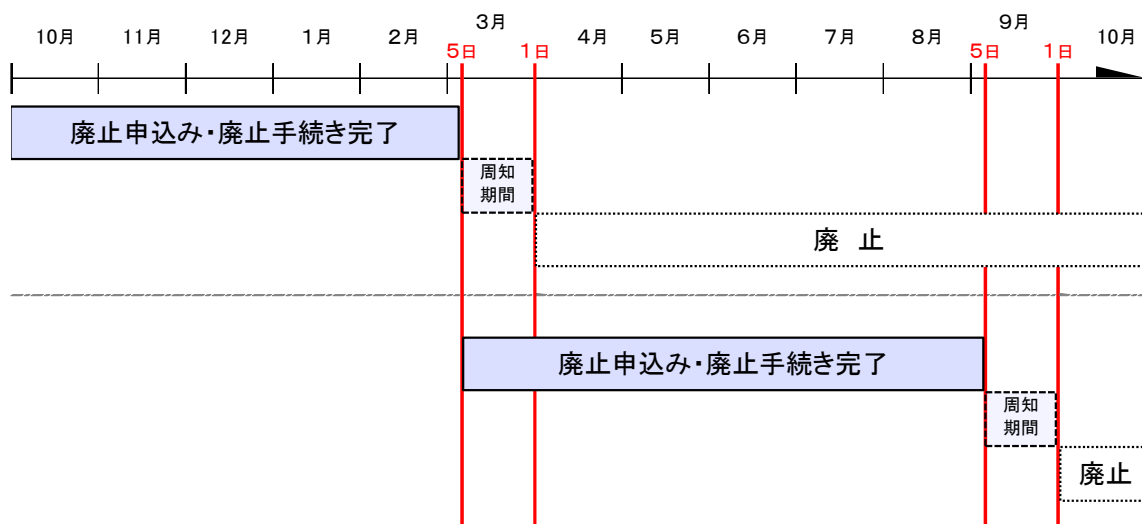 10月 11月 12月 1月 2月 3月 4月 5月 6月 7月 8月 9月 10月
5日 1日 5日 1日
廃止申込み・廃止手続き完了
周知
期間
廃 止
廃止申込み・廃止手続き完了
周知
期間
廃止